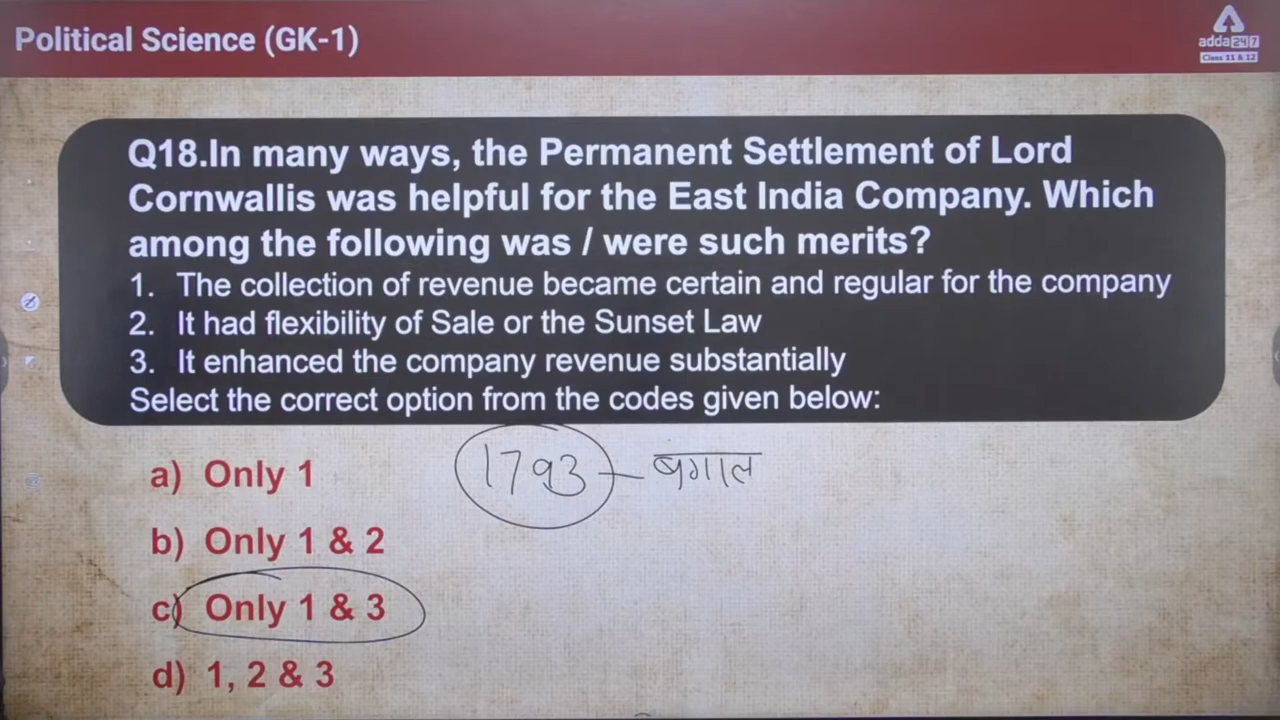 Political Science (GK-1)
adda247
Class 11 & 12
Q18.In many ways, the Permanent Settlement of Lord
Cornwallis was helpful for the East India Company. Which
among the following was / were such merits?
1. The collection of revenue became certain and regular for the company
2. It had flexibility of Sale or the Sunset Law
3. It enhanced the company revenue substantially
Select the correct option from the codes given below:
a) Only 1
1793 – बगाल
b) Only 1 & 2
c) Only 1 & 3
d) 1, 2 & 3